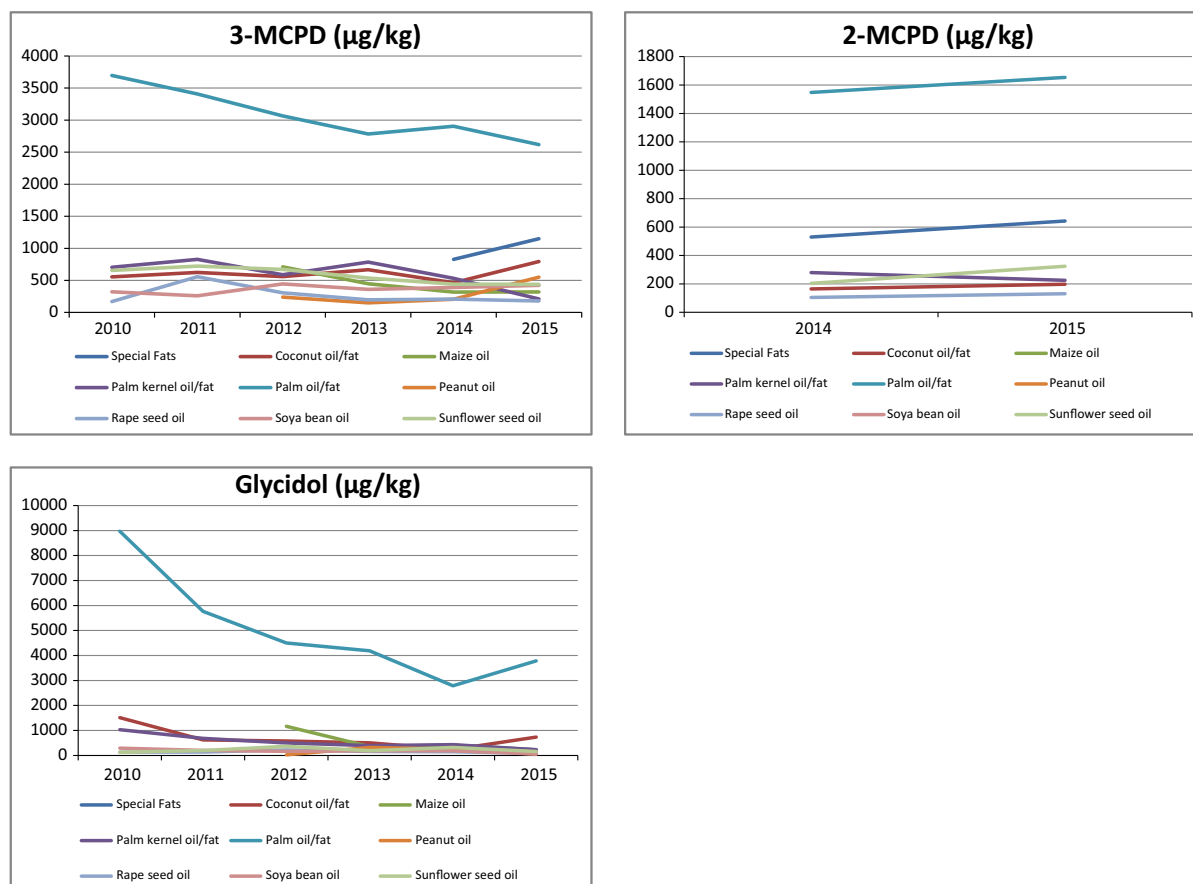 3-MCPD (µg/kg)
4000
3500
3000
2500
2000
1500
1000
500
0
2010 2011 2012 2013 2014 2015
Special Fats Coconut oil/fat Maize oil
Palm kernel oil/fat Palm oil/fat Peanut oil
Rape seed oil Soya bean oil Sunflower seed oil
2-MCPD (µg/kg)
1800
1600
1400
1200
1000
800
600
400
200
0
2014 2015
Special Fats Coconut oil/fat Maize oil
Palm kernel oil/fat Palm oil/fat Peanut oil
Rape seed oil Soya bean oil Sunflower seed oil
Glycidol (µg/kg)
10000
9000
8000
7000
6000
5000
4000
3000
2000
1000
0
2010 2011 2012 2013 2014 2015
Special Fats Coconut oil/fat Maize oil
Palm kernel oil/fat Palm oil/fat Peanut oil
Rape seed oil Soya bean oil Sunflower seed oil